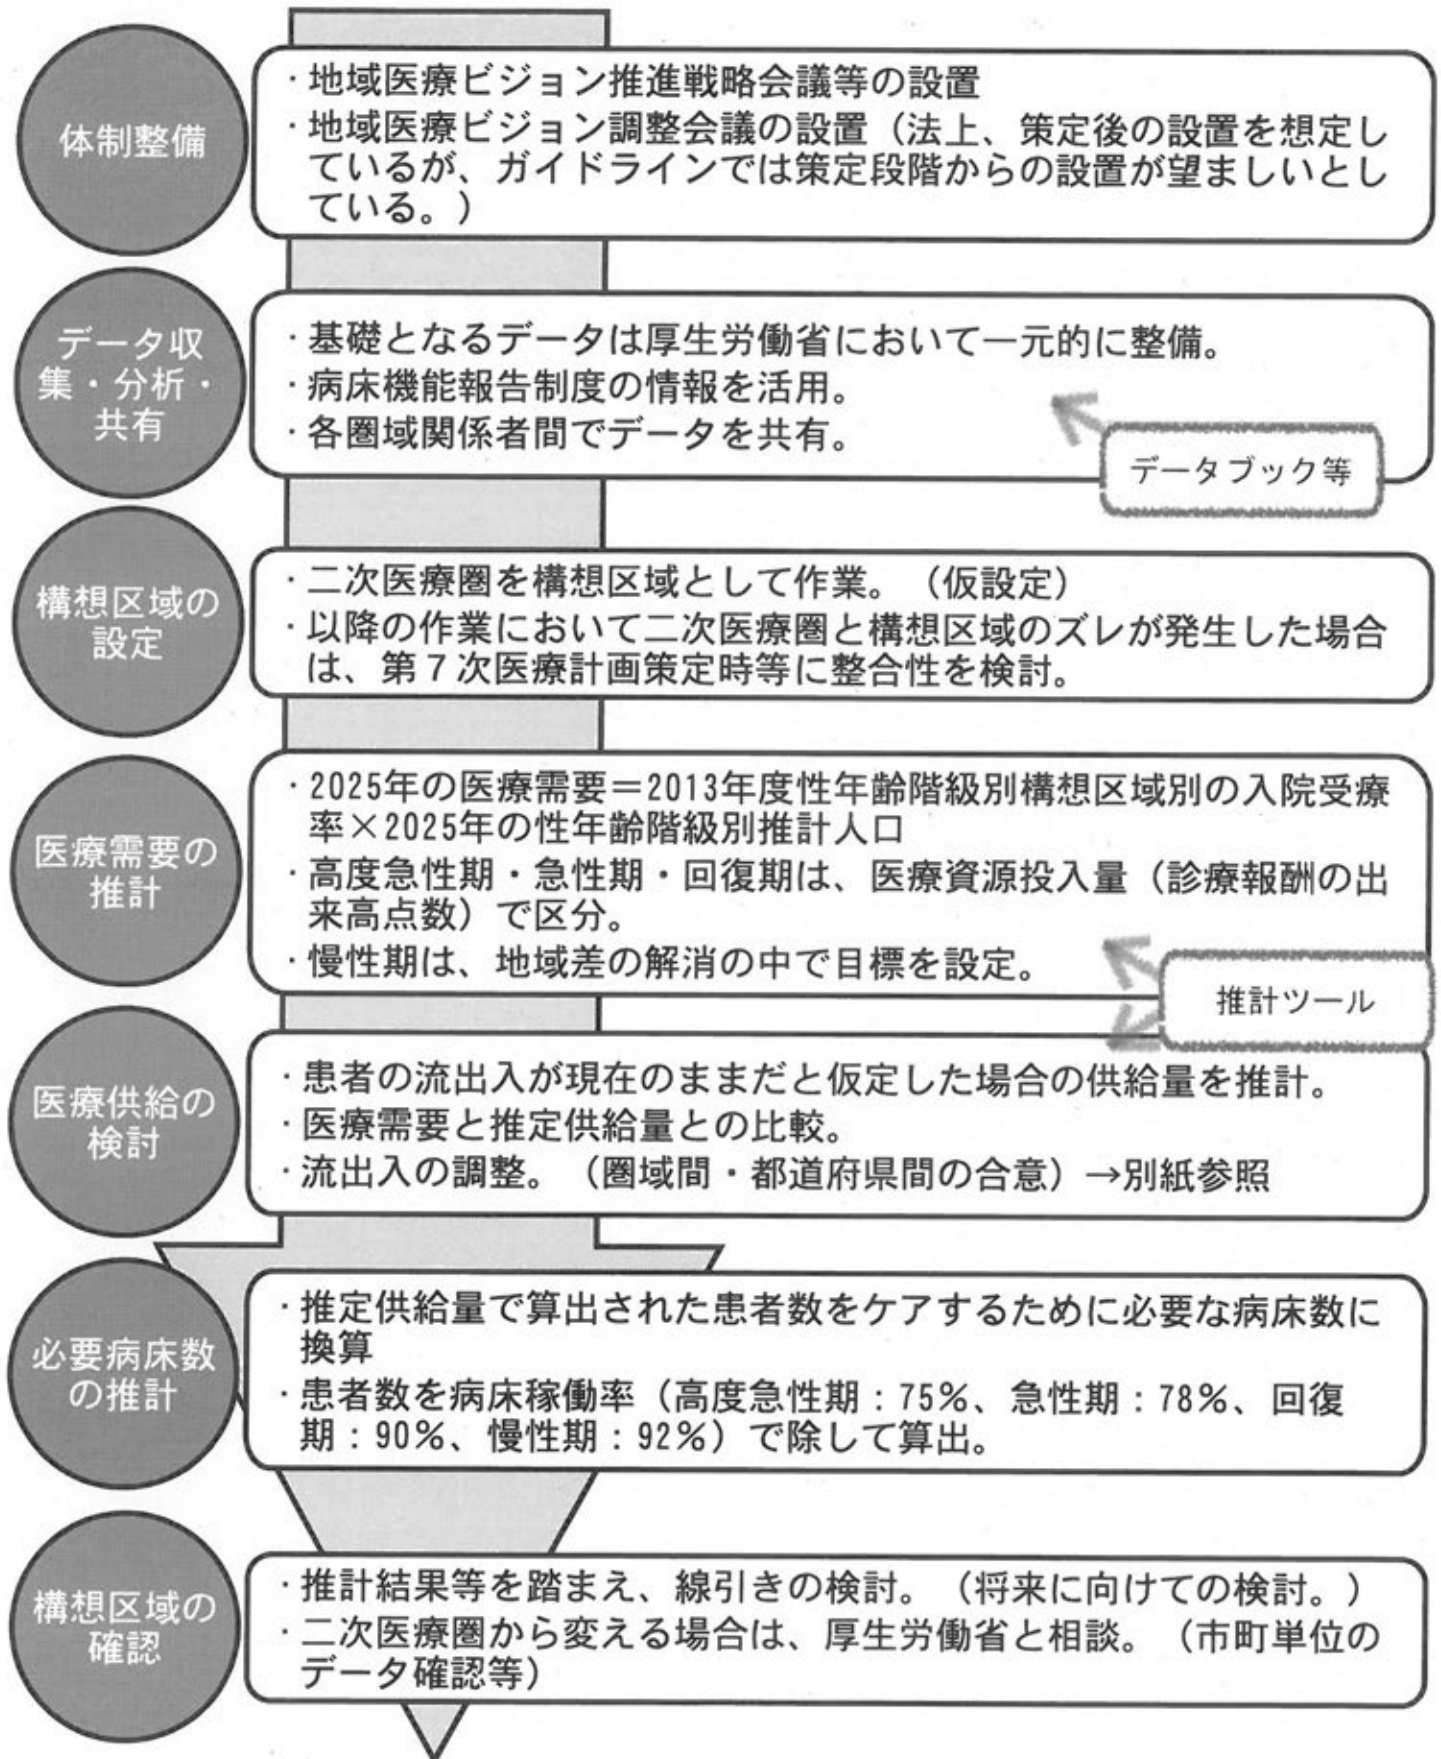 体制整備
・地域医療ビジョン推進戦略会議等の設置
・地域医療ビジョン調整会議の設置（法上、策定後の設置を想定し
ているが、ガイドラインでは策定段階からの設置が望ましいとし
ている。）
データ収
集・分析・
共有
・基礎となるデータは厚生労働省において一元的に整備。
・病床機能報告制度の情報を活用。
・各圏域関係者間でデータを共有。
データブック等
構想区域の
設定
・二次医療圏を構想区域として作業。（仮設定）
・以降の作業において二次医療圏と構想区域のズレが発生した場合
は、第７次医療計画策定時等に整合性を検討。
医療需要の
推計
・2025年の医療需要＝2013年度性年齢階級別構想区域別の入院受療
率×2025年の性年齢階級別推計人口
・高度急性期・急性期・回復期は、医療資源投入量（診療報酬の出
来高点数）で区分。
・慢性期は、地域差の解消の中で目標を設定。
推計ツール
医療供給の
検討
・患者の流出入が現在のままだと仮定した場合の供給量を推計。
・医療需要と推定供給量との比較。
・流出入の調整。（圏域間・都道府県間の合意）→別紙参照
必要病床数
の推計
・推定供給量で算出された患者数をケアするために必要な病床数に
換算
・患者数を病床稼働率（高度急性期：75％、急性期：78％、回復
期：90％、慢性期：92％）で除して算出。
構想区域の
確認
・推計結果等を踏まえ、線引きの検討。（将来に向けての検討。）
・二次医療圏から変える場合は、厚生労働省と相談。（市町単位の
データ確認等）